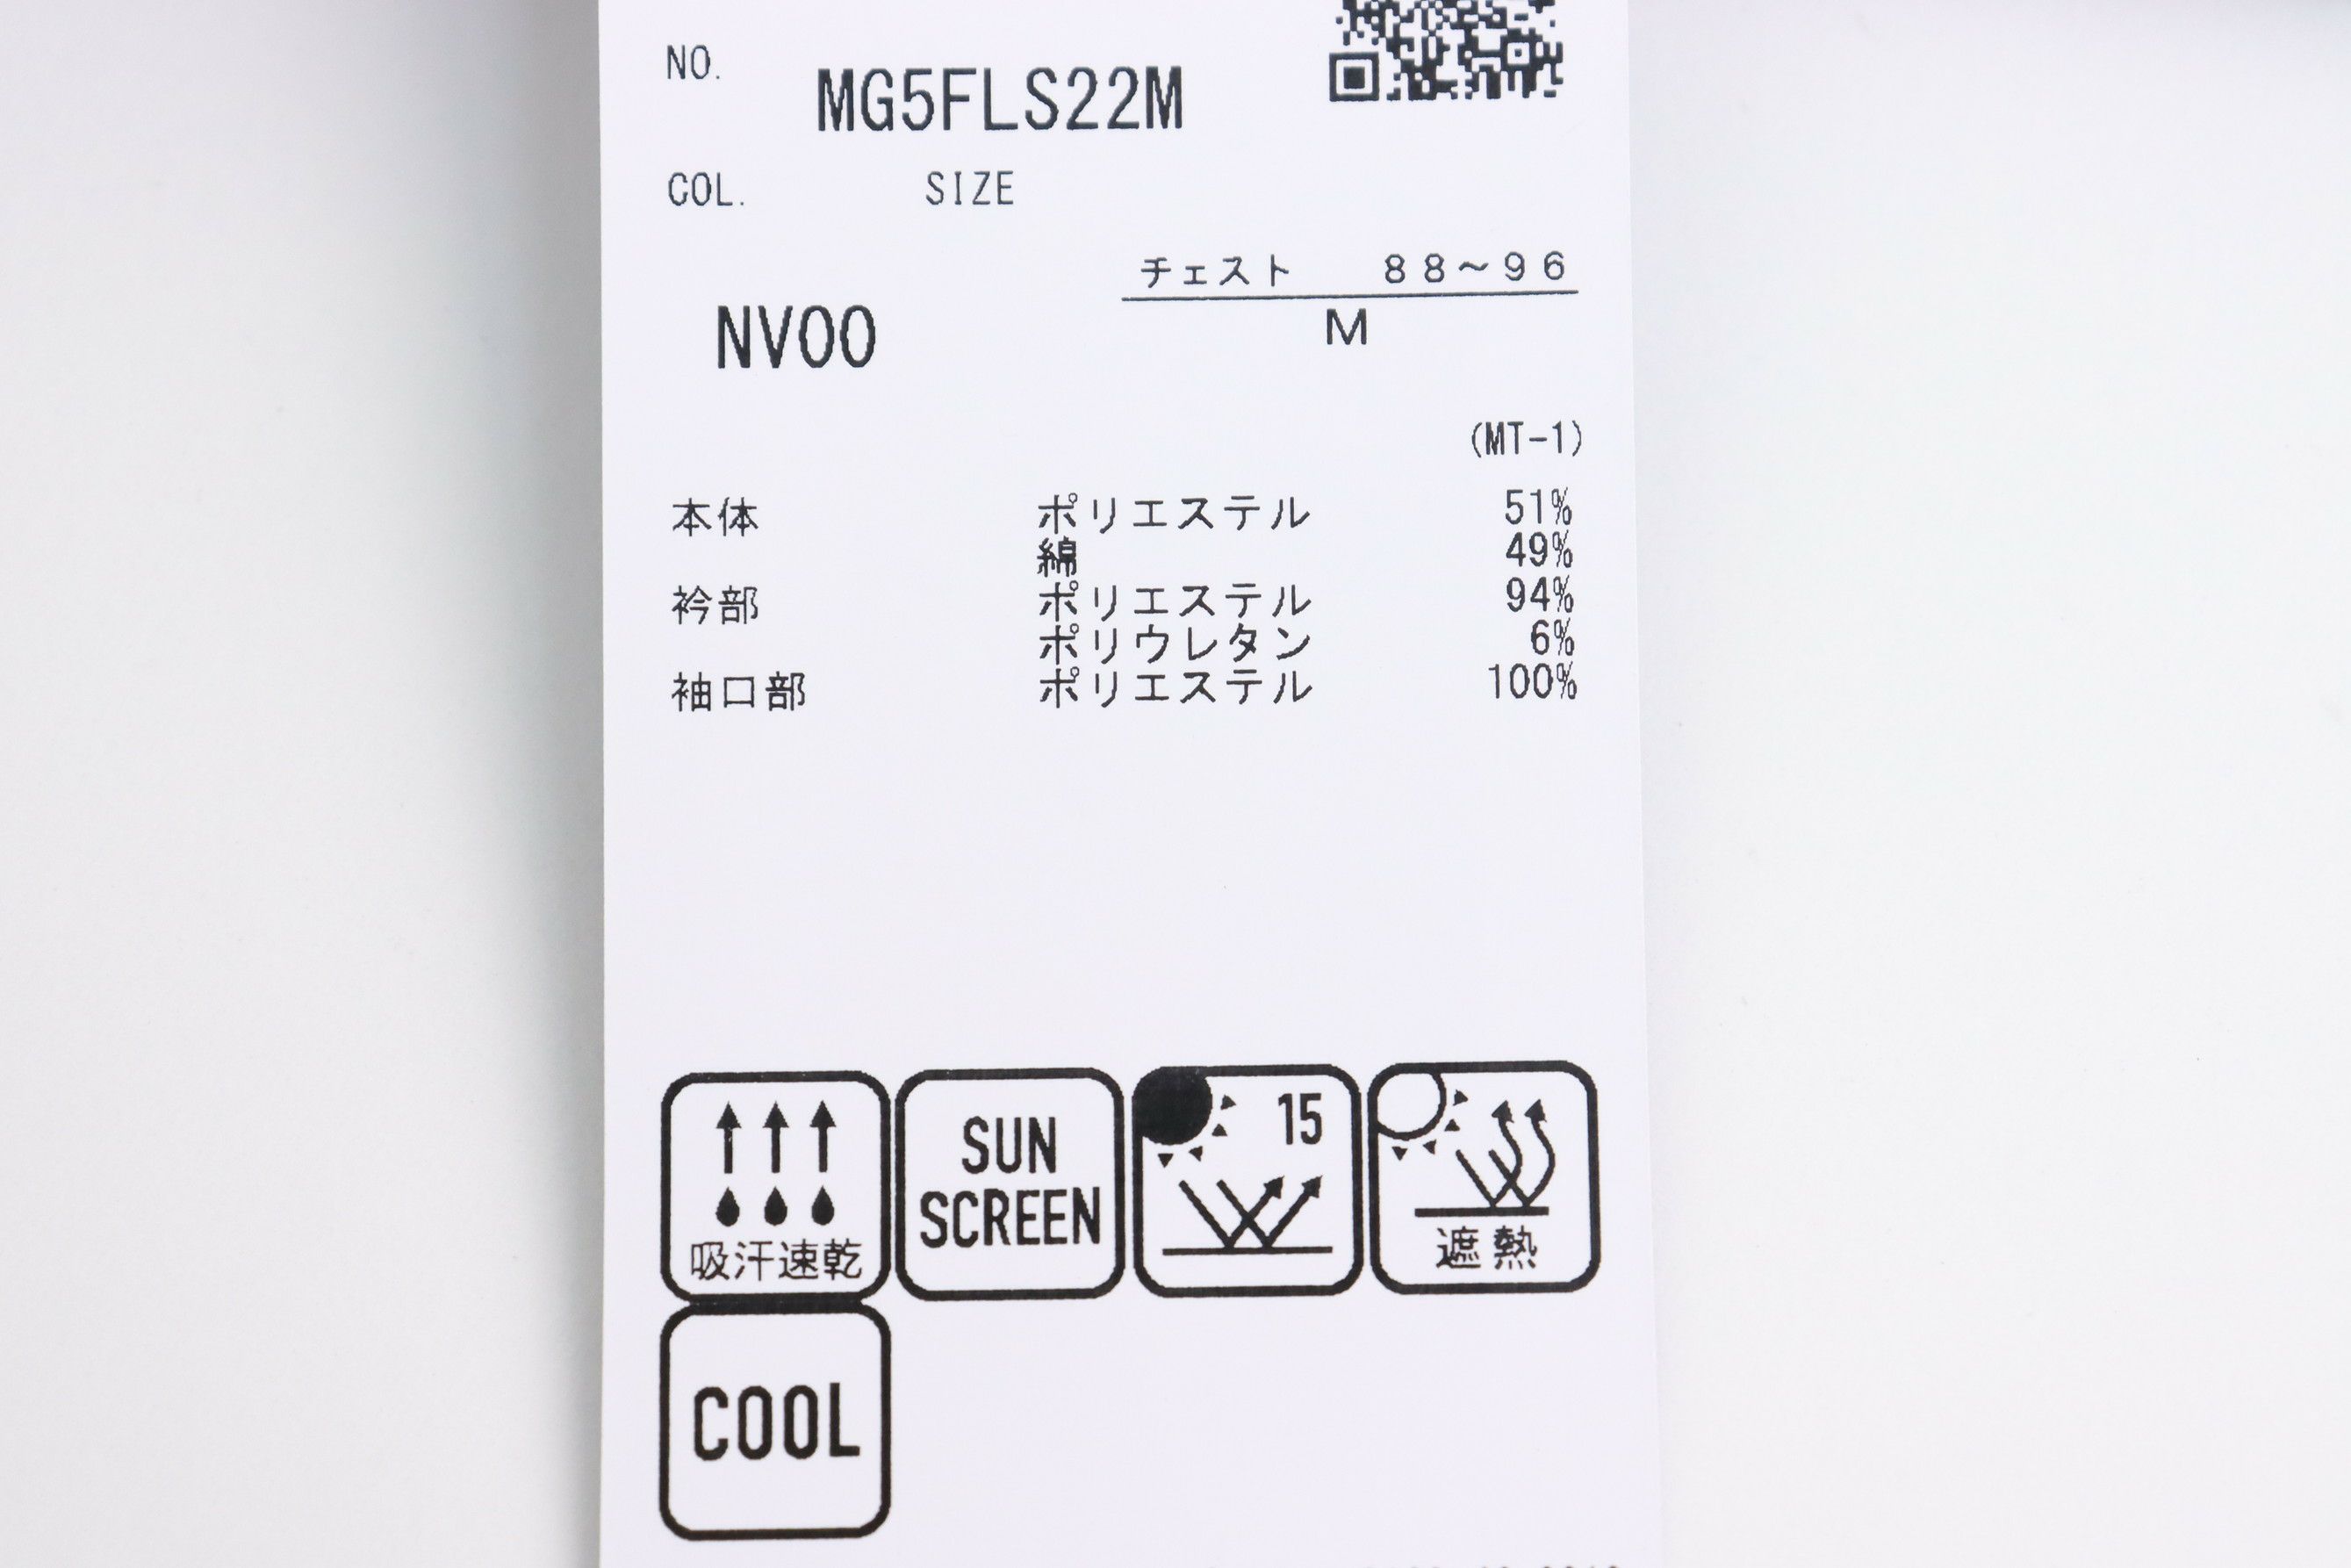 NO.
MG5FLS22M
COL. SIZE
チェスト 88~96
NV00 M
(MT-1)
本体 ポリエステル 51%
綿 49%
衿部 ポリエステル 94%
ポリウレタン 6%
袖口部 ポリエステル 100%
吸汗速乾
SUN
SCREEN
15
遮熱
COOL